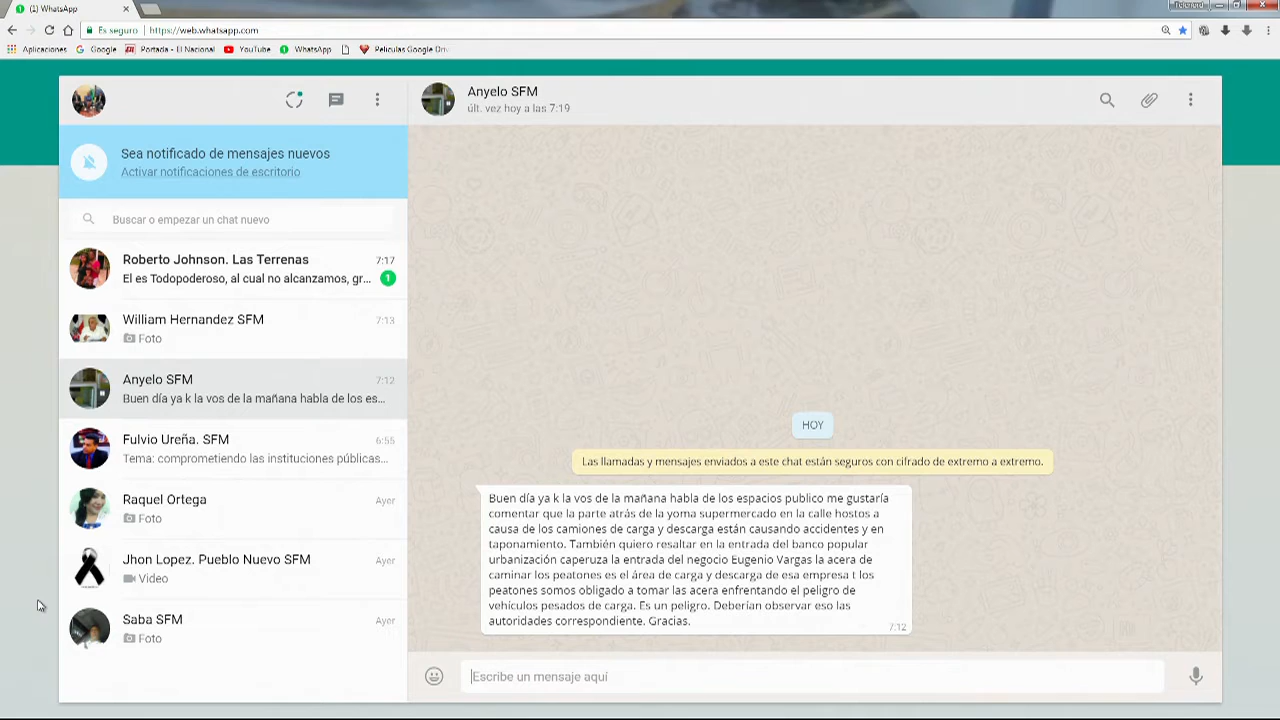 (1) WhatsApp
Telenord
Es seguro
https://web.whatsapp.com
Aplicaciones
Google
Portada - El Nacional
YouTube
WhatsApp
Peliculas Google Dri
Sea notificado de mensajes nuevos
Activar notificaciones de escritorio
Buscar o empezar un chat nuevo
Roberto Johnson. Las Terrenas
7:17
El es Todopoderoso, al cual no alcanzamos, gr...
1
William Hernandez SFM
7:13
Foto
Anyelo SFM
7:12
Buen día ya k la vos de la mañana habla de los es...
Fulvio Ureña. SFM
6:55
Tema: comprometiendo las instituciones públicas...
Raquel Ortega
Ayer
Foto
Jhon Lopez. Pueblo Nuevo SFM
Ayer
Video
Saba SFM
Ayer
Foto
Anyelo SFM
últ. vez hoy a las 7:19
HOY
Las llamadas y mensajes enviados a este chat están seguros con cifrado de extremo a extremo.
Buen día ya k la vos de la mañana habla de los espacios publico me gustaría
comentar que la parte atrás de la yoma supermercado en la calle hostos a
causa de los camiones de carga y descarga están causando accidentes y en
taponamiento. También quiero resaltar en la entrada del banco popular
urbanización caperuza la entrada del negocio Eugenio Vargas la acera de
caminar los peatones es el área de carga y descarga de esa empresa t los
peatones somos obligado a tomar las acera enfrentando el peligro de
vehículos pesados de carga. Es un peligro. Deberían observar eso las
autoridades correspondiente. Gracias.
7:12
Escribe un mensaje aquí